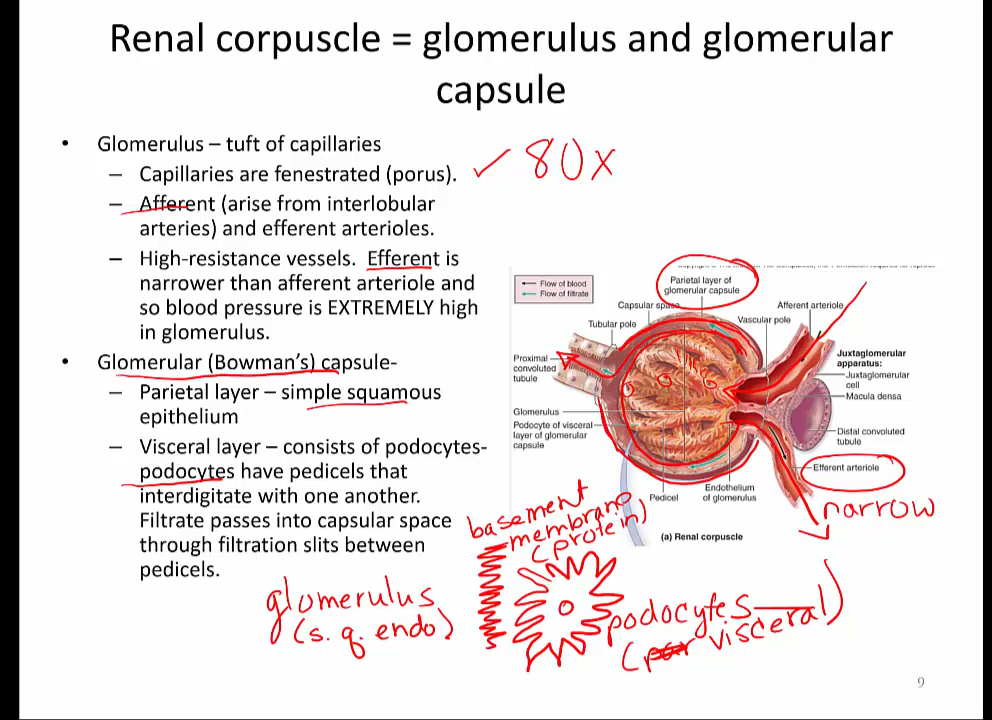 Renal corpuscle = glomerulus and glomerular
capsule
• Glomerulus – tuft of capillaries
– Capillaries are fenestrated (porus).
80x
– Afferent (arise from interlobular
arteries) and efferent arterioles.
– High-resistance vessels. Efferent is
narrower than afferent arteriole and
so blood pressure is EXTREMELY high
in glomerulus.
• Glomerular (Bowman's) capsule-
– Parietal layer – simple squamous
epithelium
– Visceral layer – consists of podocytes-
podocytes have pedicels that
interdigitate with one another.
Filtrate passes into capsular space
through filtration slits between
pedicels.
Flow of blood
Flow of filtrate
Parietal layer of
glomerular capsule
Capsular space
Afferent arteriole
Tubular pole
Vascular pole
Proximal
convoluted
tubule
Juxtaglomerular
apparatus:
Juxtaglomerular
cell
Macula densa
Glomerulus
Podocyte of visceral
layer of glomerular
capsule
Distal convoluted
tubule
Efferent arteriole
Pedicel
Endothelium
of glomerulus
(a) Renal corpuscle
narrow
basement
membrane
(protein)
glomerulus
(s. q. endo)
podocytes
(visceral)
9